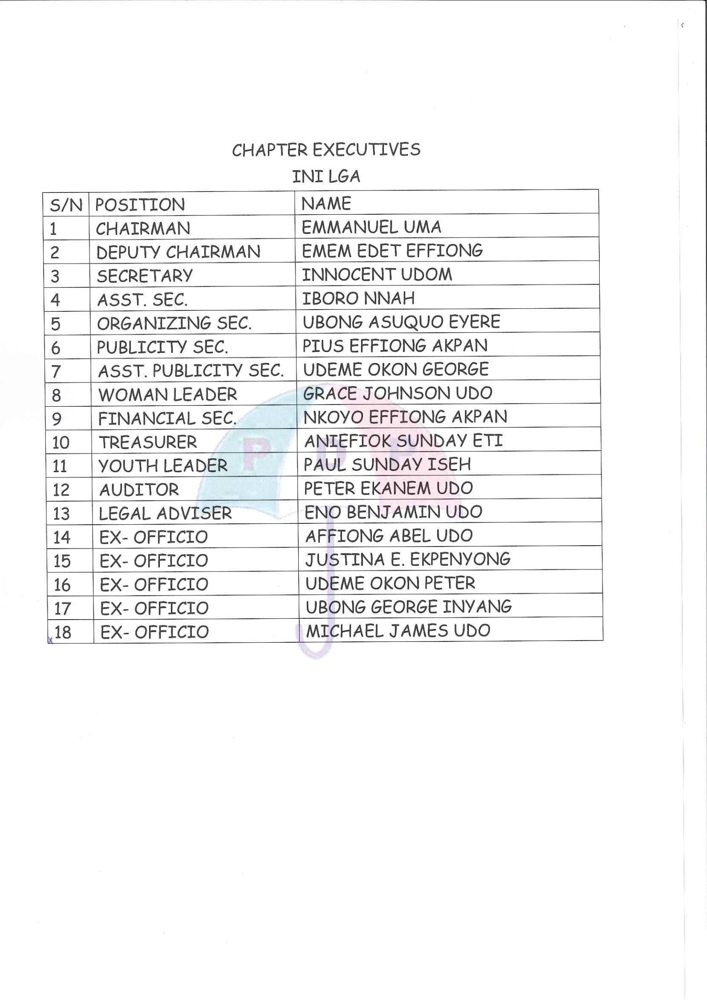 CHAPTER EXECUTIVES
INI LGA
S/N POSITION NAME
1 CHAIRMAN EMMANUEL UMA
2 DEPUTY CHAIRMAN EMEM EDET EFFIONG
3 SECRETARY INNOCENT UDOM
4 ASST. SEC. IBORO NNAH
5 ORGANIZING SEC. UBONG ASUQUO EYERE
6 PUBLICITY SEC. PIUS EFFIONG AKPAN
7 ASST. PUBLICITY SEC. UDEME OKON GEORGE
8 WOMAN LEADER GRACE JOHNSON UDO
9 FINANCIAL SEC. NKOYO EFFIONG AKPAN
10 TREASURER ANIEFIOK SUNDAY ETI
P D P
11 YOUTH LEADER PAUL SUNDAY ISEH
12 AUDITOR PETER EKANEM UDO
13 LEGAL ADVISER ENO BENJAMIN UDO
14 EX- OFFICIO AFFIONG ABEL UDO
15 EX- OFFICIO JUSTINA E. EKPENYONG
16 EX- OFFICIO UDEME OKON PETER
17 EX- OFFICIO UBONG GEORGE INYANG
18 EX- OFFICIO MICHAEL JAMES UDO